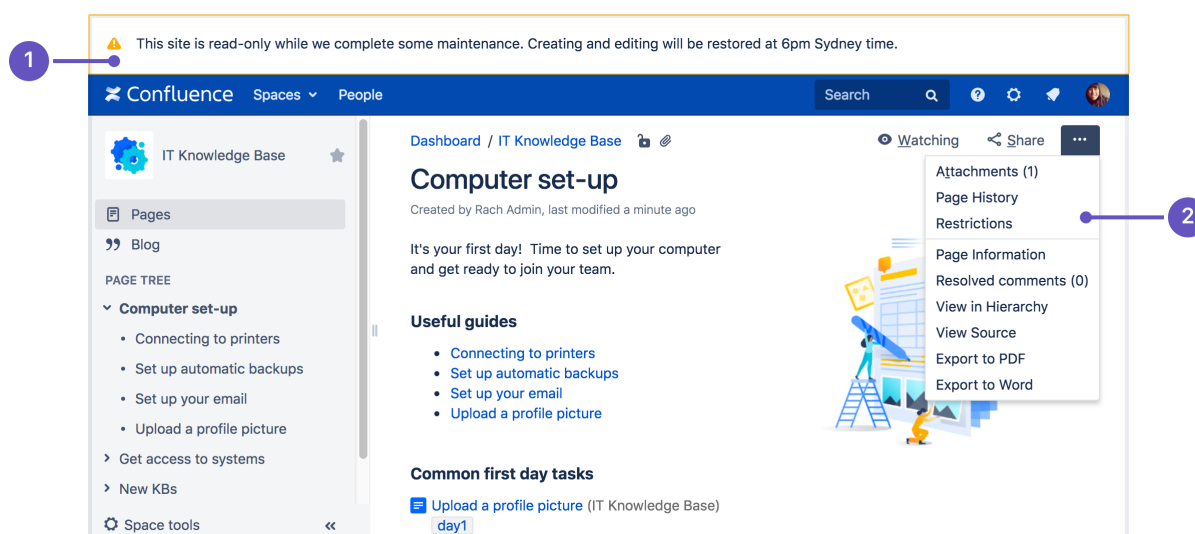 This site is read-only while we complete some maintenance. Creating and editing will be restored at 6pm Sydney time.
1
Confluence Spaces People Search
IT Knowledge Base
Pages
Blog
PAGE TREE
Computer set-up
Connecting to printers
Set up automatic backups
Set up your email
Upload a profile picture
Get access to systems
New KBs
Space tools
Dashboard / IT Knowledge Base
Watching Share
Computer set-up
Created by Rach Admin, last modified a minute ago
It's your first day! Time to set up your computer
and get ready to join your team.
Useful guides
Connecting to printers
Set up automatic backups
Set up your email
Upload a profile picture
Common first day tasks
Upload a profile picture (IT Knowledge Base)
day1
Attachments (1)
Page History
Restrictions
Page Information
Resolved comments (0)
View in Hierarchy
View Source
Export to PDF
Export to Word
2